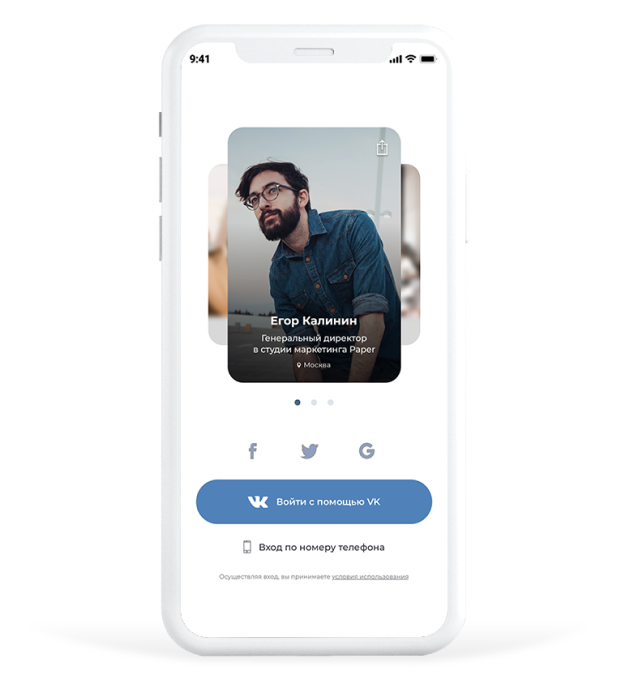 9:41
Егор Калинин
Генеральный директор
в студии маркетинга Paper
Москва
Войти с помощью VK
Вход по номеру телефона
Осуществляя вход, вы принимаете условия использования